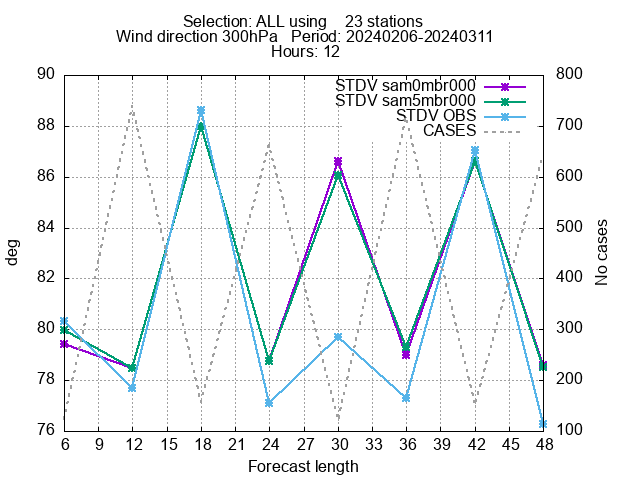 Selection: ALL using    23 stations
Wind direction 300hPa   Period: 20240206-20240311
Hours: 12
STDV sam0mbr000
STDV sam5mbr000
STDV OBS
CASES
90
88
86
84
82
80
78
76
deg
800
700
600
500
400
300
200
100
No cases
6 9 12 15 18 21 24 27 30 33 36 39 42 45 48
Forecast length